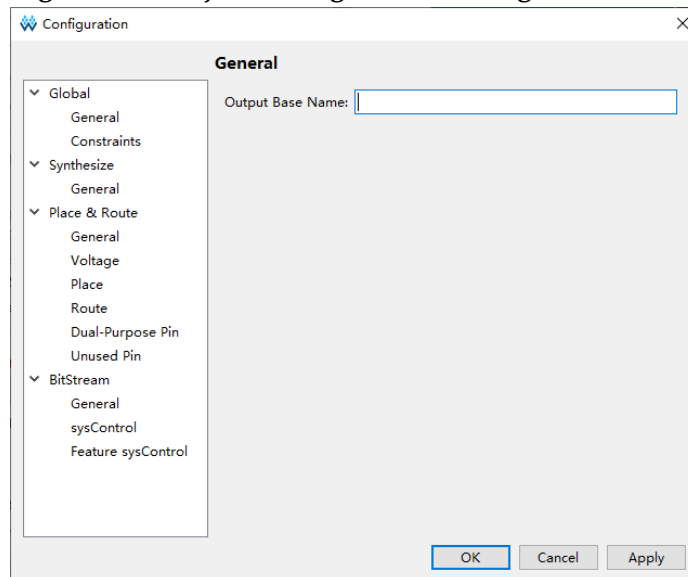 Configuration
General
Global
General
Constraints
Synthesize
General
Place & Route
General
Voltage
Place
Route
Dual-Purpose Pin
Unused Pin
BitStream
General
sysControl
Feature sysControl
Output Base Name:
OK Cancel Apply